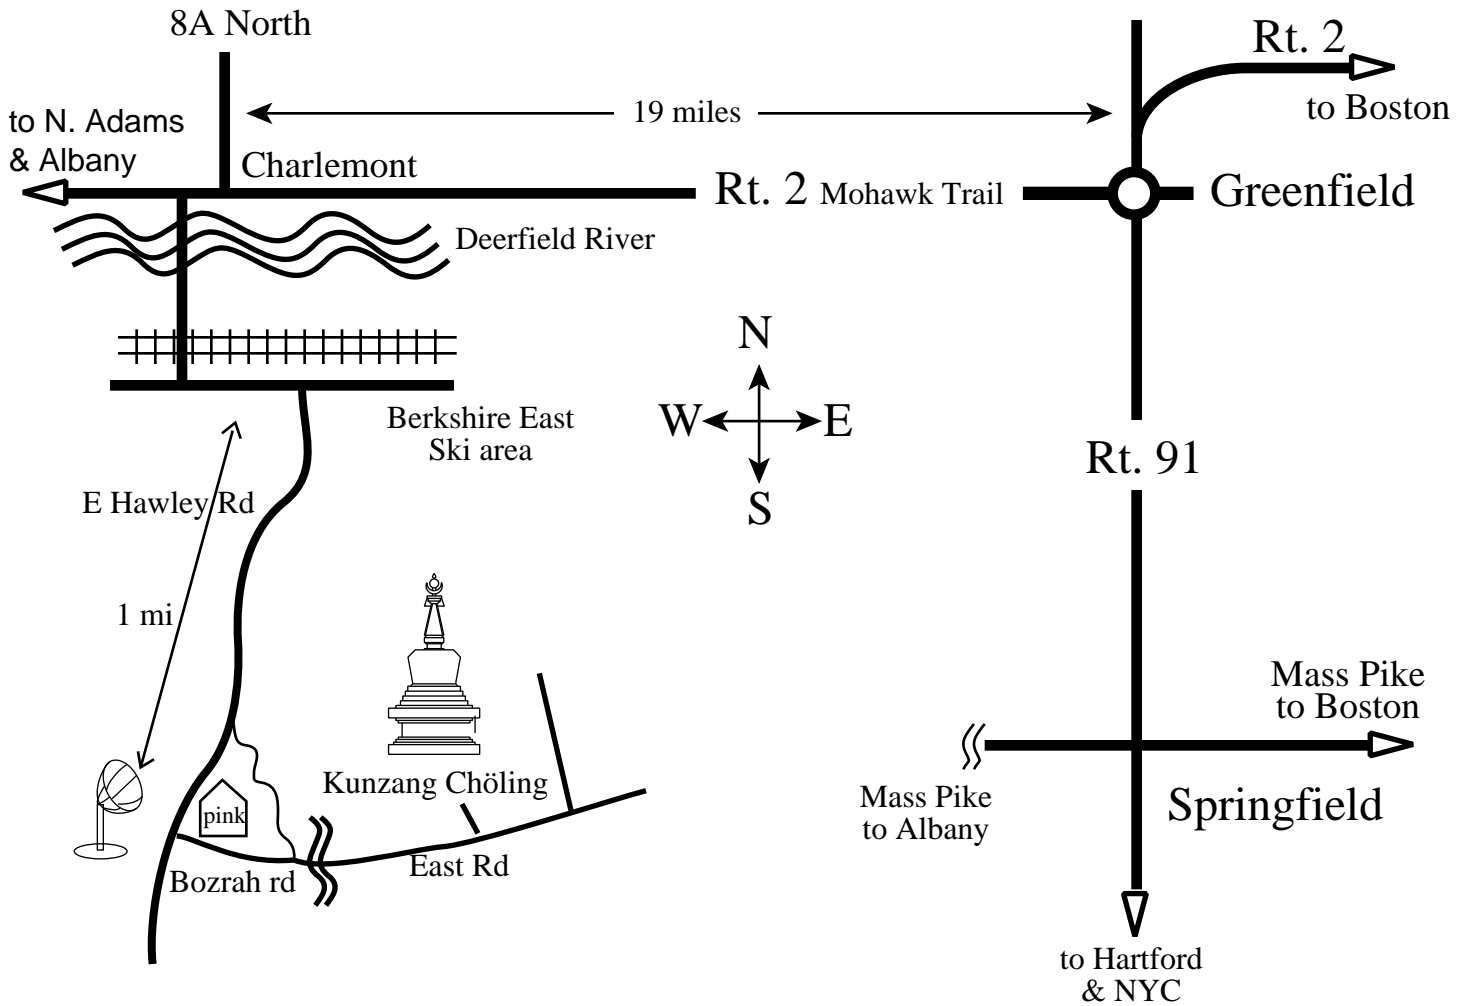 8A North
Rt. 2
to Boston
19 miles
to N. Adams
& Albany
Charlemont
Rt. 2 Mohawk Trail
Greenfield
Deerfield River
N
W
E
S
Berkshire East
Ski area
Rt. 91
E Hawley Rd
1 mi
Mass Pike
to Boston
Kunzang Chöling
Mass Pike
to Albany
Springfield
pink
Bozrah rd
East Rd
to Hartford
& NYC